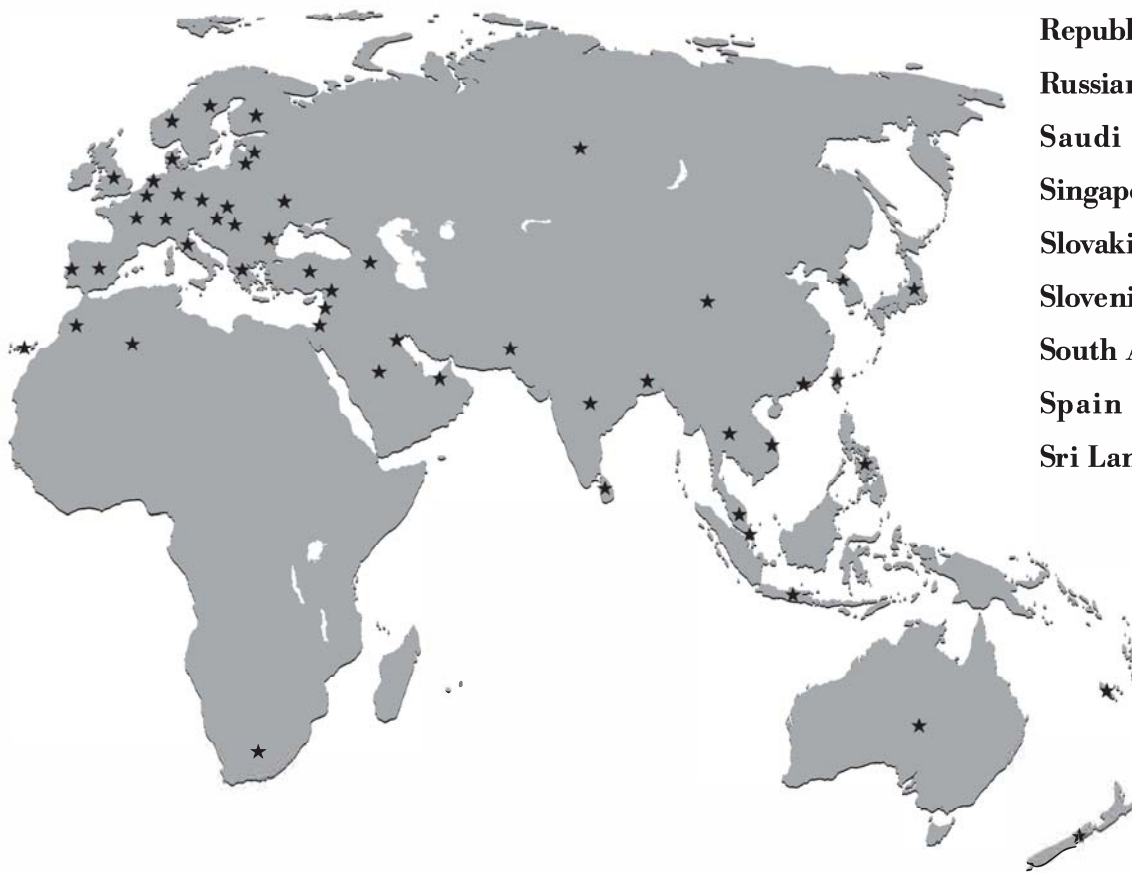 Republ
Russian
Saudi
Singap
Slovaki
Sloveni
South
Spain
Sri Lan